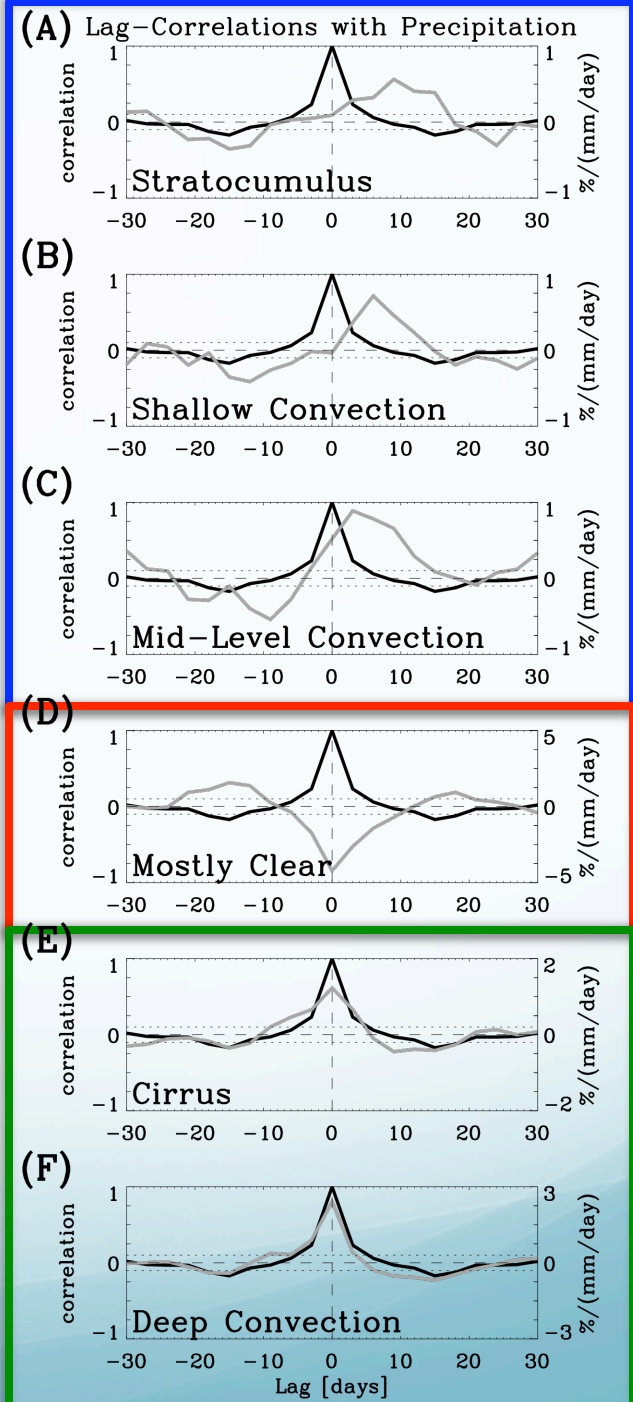 (A) Lag-Correlations with Precipitation
1 1
correlation 0 0 %/(mm/day)
-1 Stratocumulus -1
-30 -20 -10 0 10 20 30
(B)
1 1
correlation 0 0 %/(mm/day)
-1 Shallow Convection -1
-30 -20 -10 0 10 20 30
(C)
1 1
correlation 0 0 %/(mm/day)
-1 Mid-Level Convection -1
-30 -20 -10 0 10 20 30
(D)
1 5
correlation 0 0 %/(mm/day)
-1 Mostly Clear -5
-30 -20 -10 0 10 20 30
(E)
1 2
correlation 0 0 %/(mm/day)
-1 Cirrus -2
-30 -20 -10 0 10 20 30
(F)
1 3
correlation 0 0 %/(mm/day)
-1 Deep Convection -3
-30 -20 -10 0 10 20 30
Lag [days]